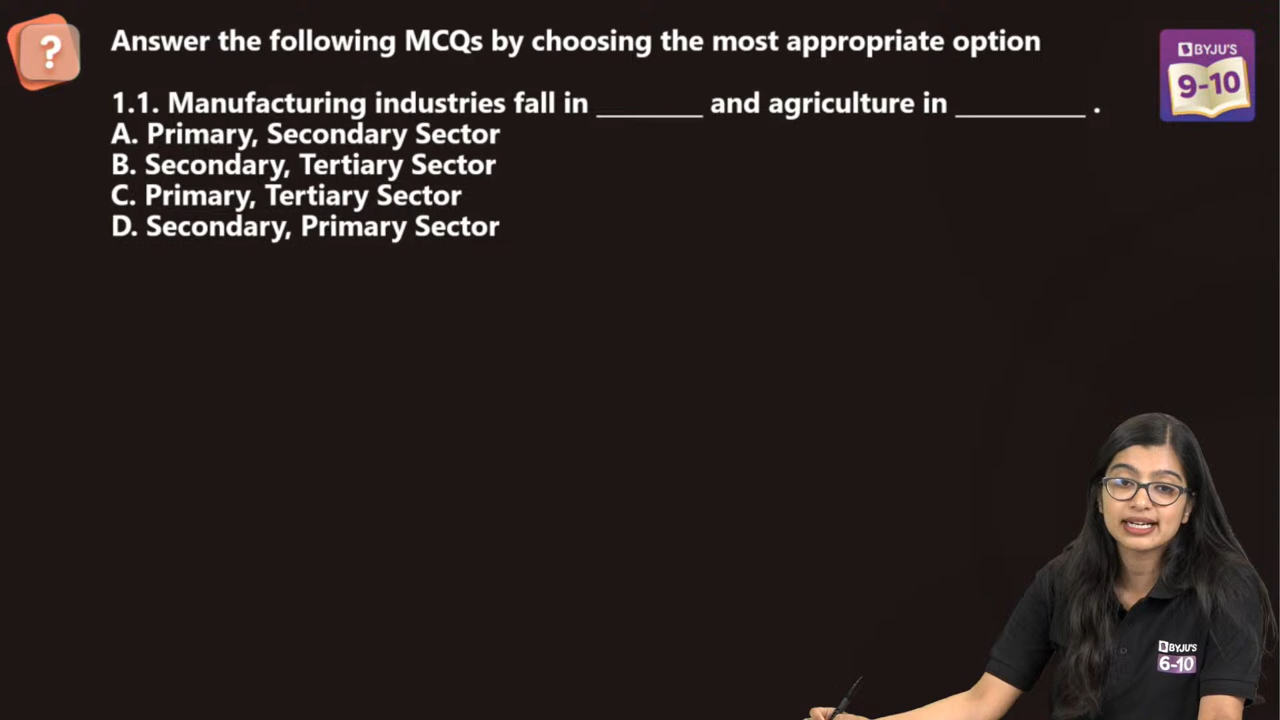 ?
Answer the following MCQs by choosing the most appropriate option
BYJU'S
9-10
1.1. Manufacturing industries fall in ________ and agriculture in __________ .
A. Primary, Secondary Sector
B. Secondary, Tertiary Sector
C. Primary, Tertiary Sector
D. Secondary, Primary Sector
BYJU'S
6-10